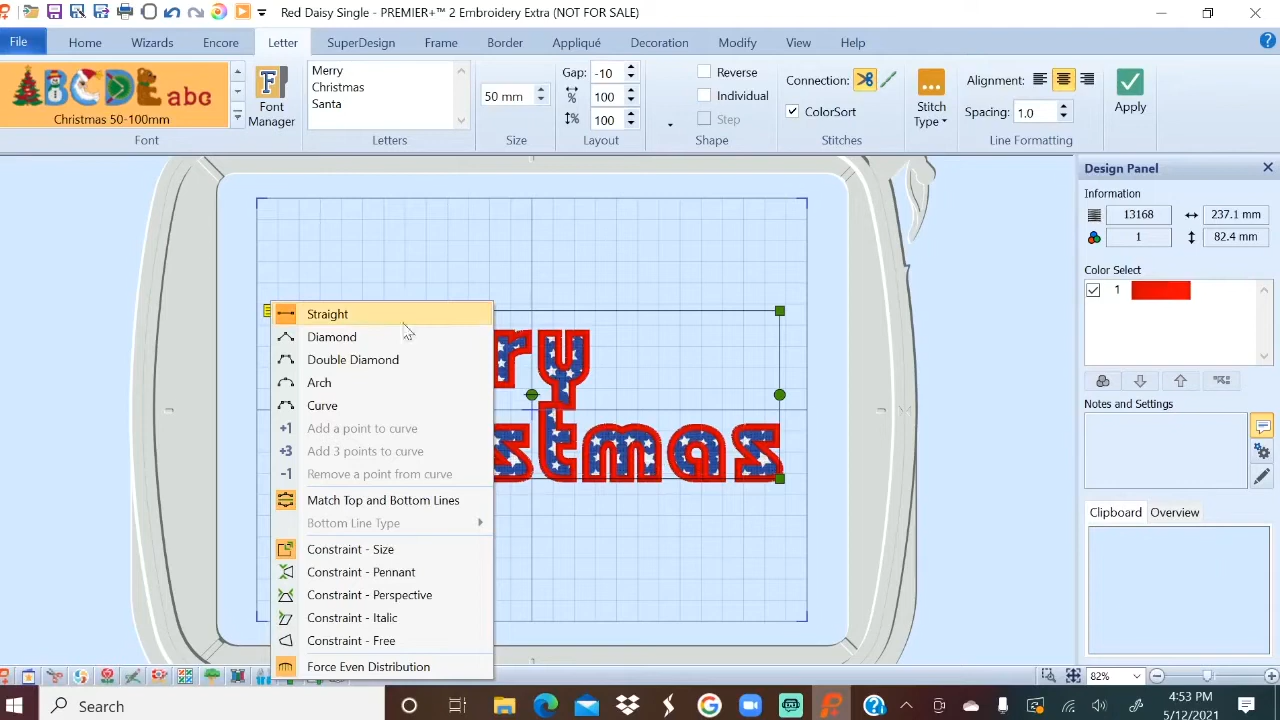 Red Daisy Single - PREMIER+™ 2 Embroidery Extra (NOT FOR SALE)
File Home Wizards Encore Letter SuperDesign Frame Border Appliqué Decoration Modify View Help
BCDE abc
Christmas 50-100mm
Font
Font Manager
Merry
Christmas
Santa
Letters
50 mm
Size
Gap: -10
% 100
% 100
Layout
Reverse
Individual
Step
Shape
Connection:
ColorSort
Stitch Type
Stitches
Alignment:
Spacing: 1.0
Line Formatting
Apply
ry
stmas
Straight
Diamond
Double Diamond
Arch
Curve
+1 Add a point to curve
+3 Add 3 points to curve
-1 Remove a point from curve
Match Top and Bottom Lines
Bottom Line Type
Constraint - Size
Constraint - Pennant
Constraint - Perspective
Constraint - Italic
Constraint - Free
Force Even Distribution
Design Panel
Information
13168 237.1 mm
1 82.4 mm
Color Select
1
Notes and Settings
Clipboard Overview
82%
Search
4:53 PM
5/12/2021